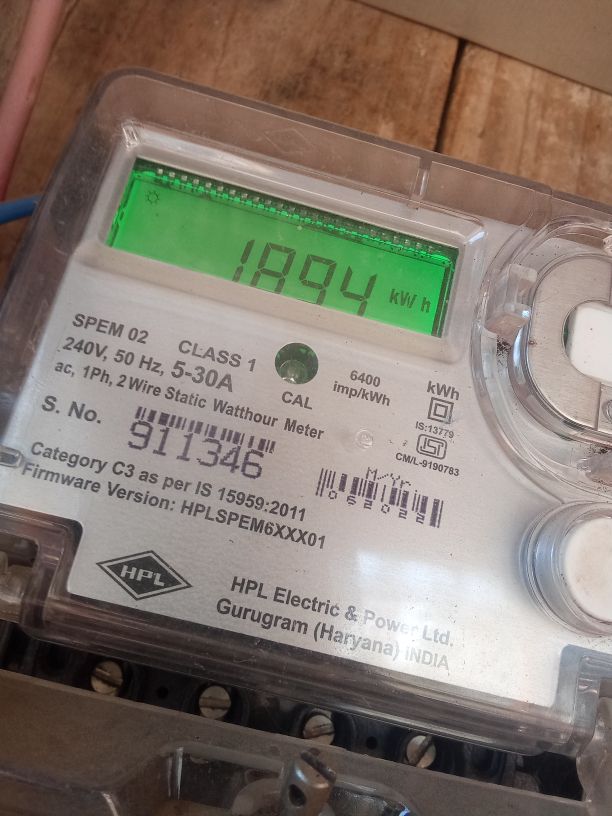 1894 kW h
SPEM 02 CLASS 1
240V, 50 Hz, 5-30A
ac, 1Ph, 2 Wire Static Watthour Meter
CAL
6400
imp/kWh
kWh
IS:13779
CM/L-9190783
S. No.
911346
M/Yr
062022
Category C3 as per IS 15959:2011
Firmware Version: HPLSPEM6XXX01
HPL
HPL Electric & Power Ltd.
Gurugram (Haryana) INDIA